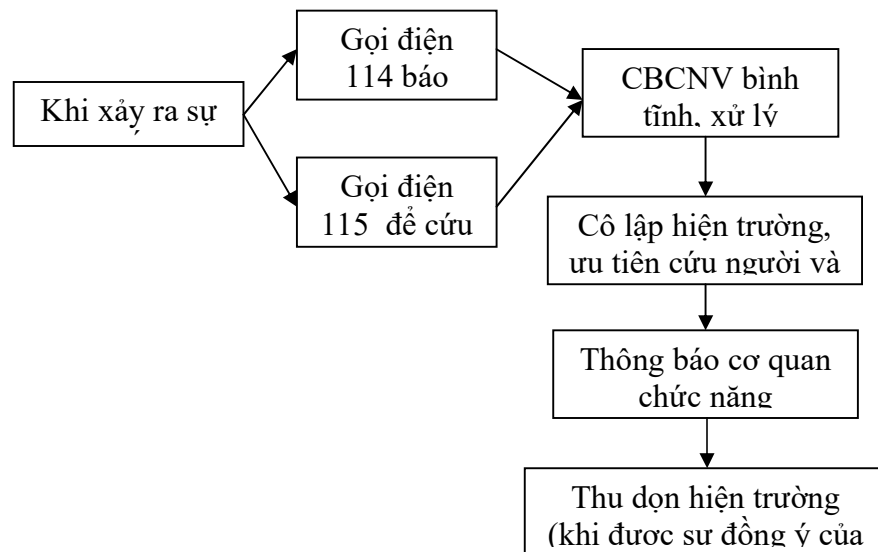 Khi xảy ra sự
Gọi điện
114 báo
Gọi điện
115 để cứu
CBCNV bình
tĩnh, xử lý
Cô lập hiện trường,
ưu tiên cứu người và
Thông báo cơ quan
chức năng
Thu dọn hiện trường
(khi được sự đồng ý của